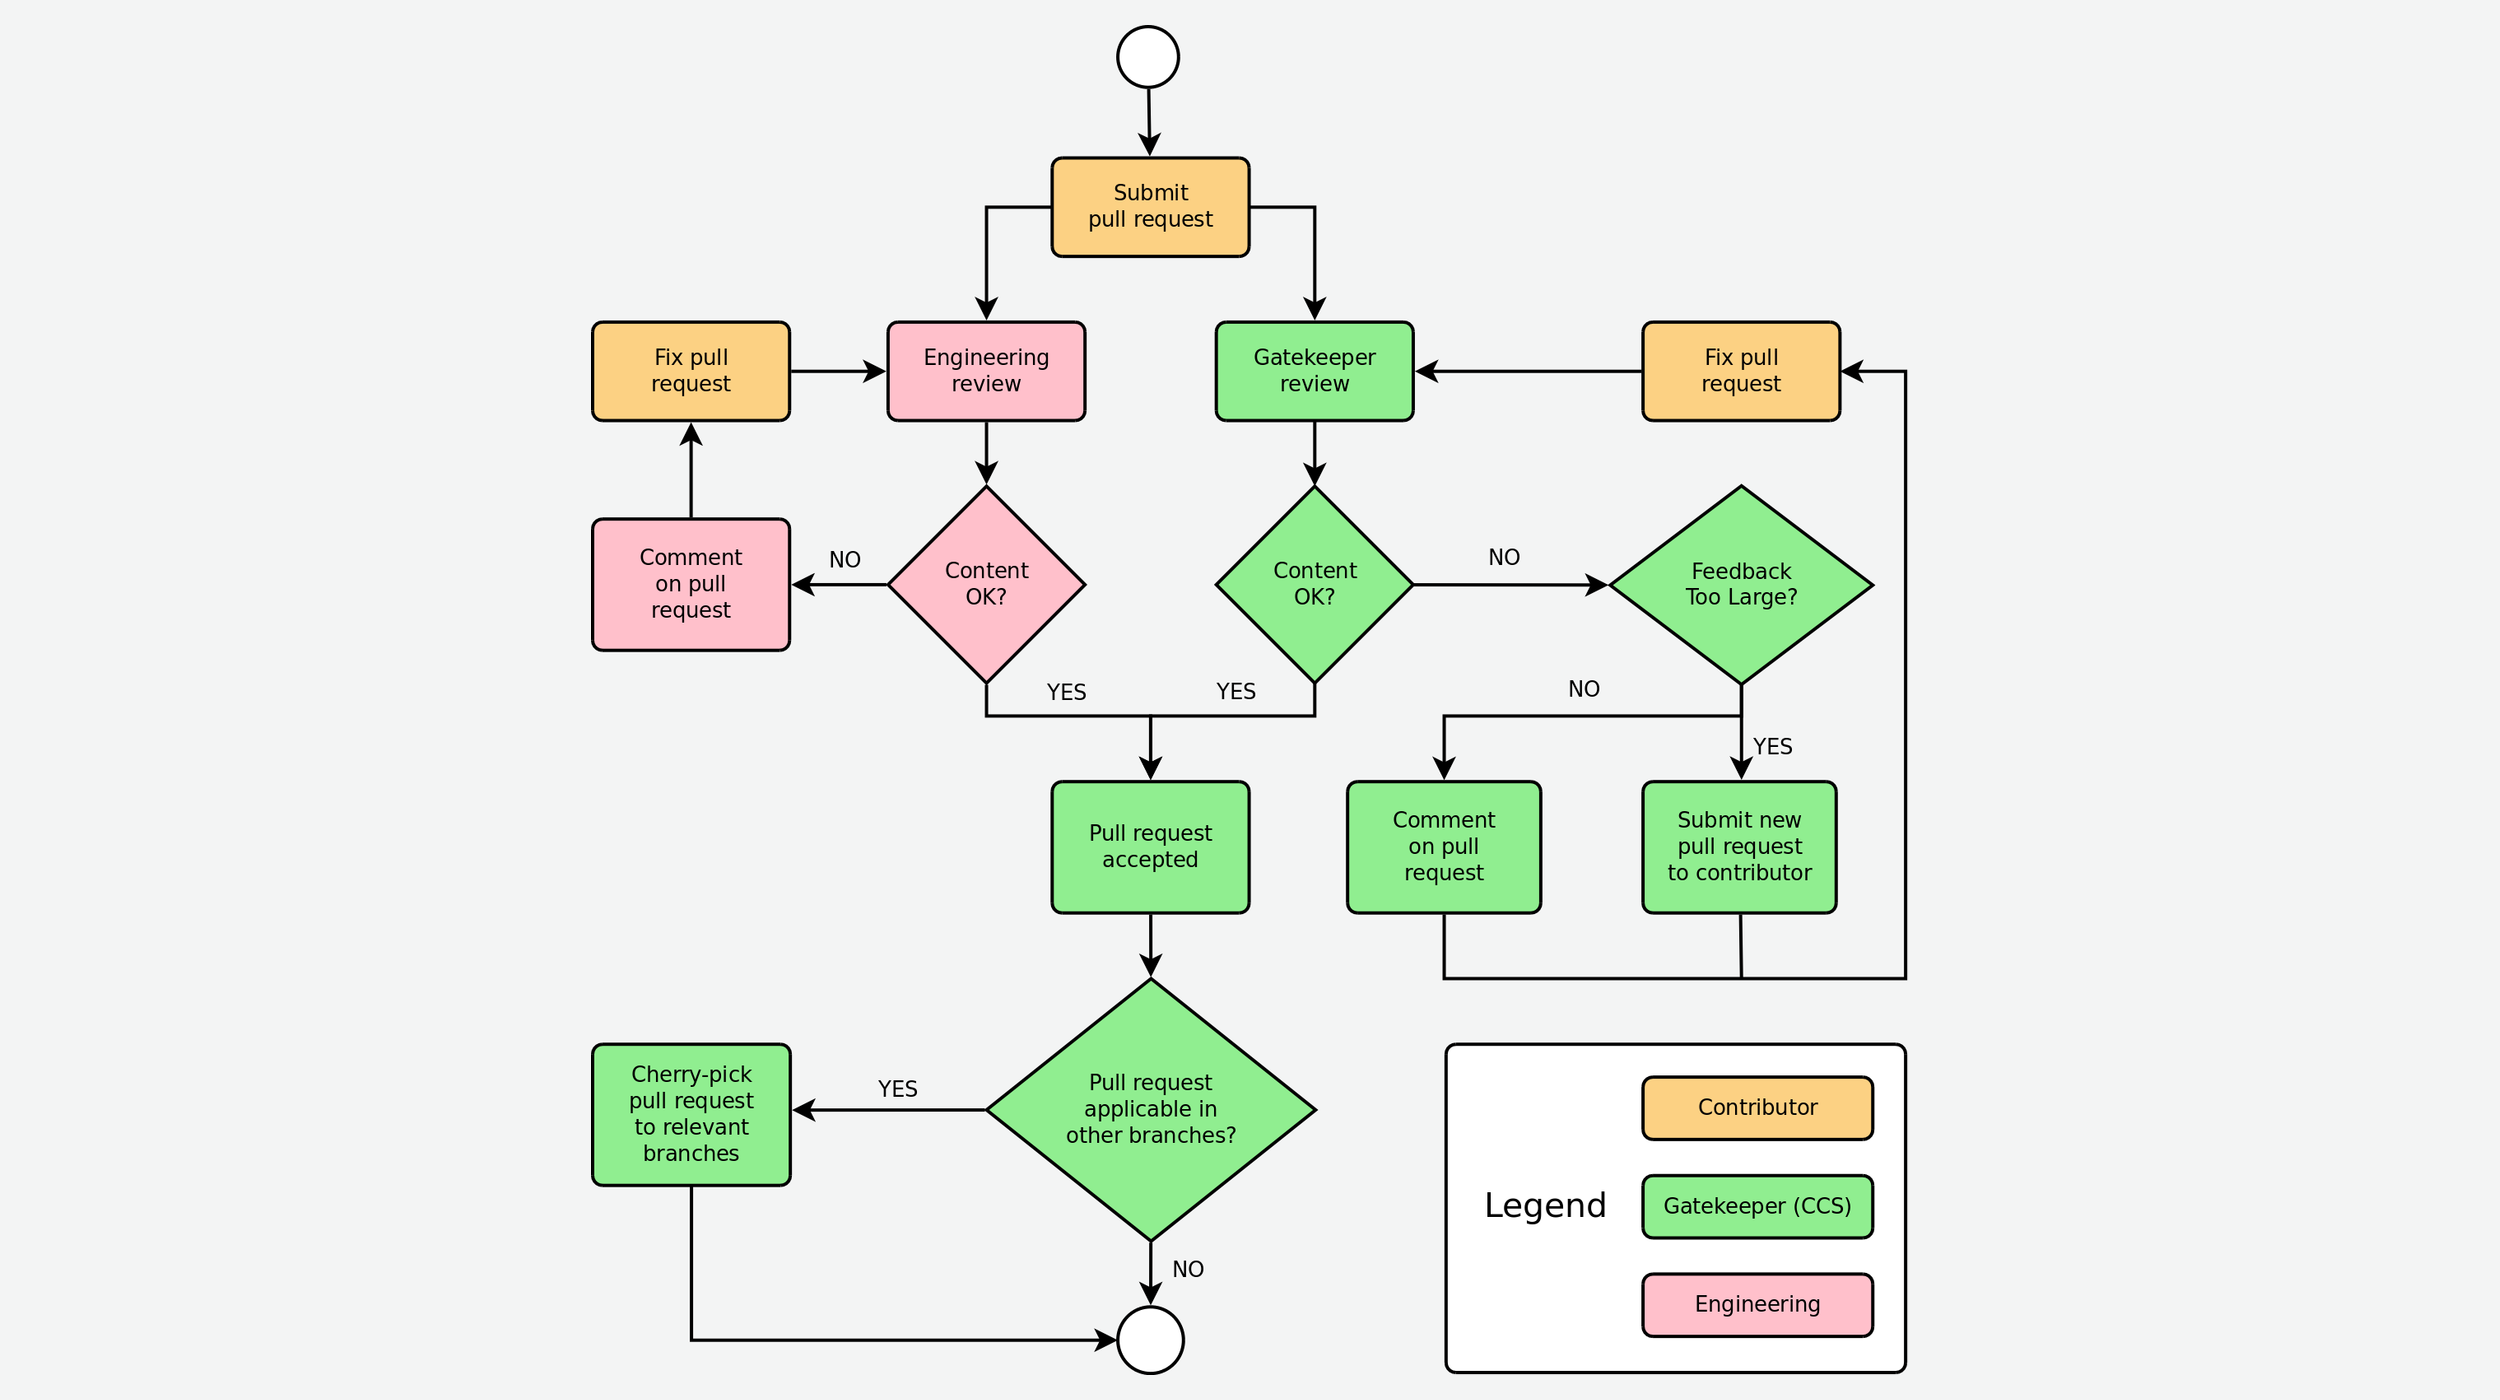 Submit
pull request
Fix pull
request
Engineering
review
Gatekeeper
review
Fix pull
request
Comment
on pull
request
NO
Content
OK?
Content
OK?
NO
Feedback
Too Large?
YES
YES
NO
YES
Pull request
accepted
Comment
on pull
request
Submit new
pull request
to contributor
Cherry-pick
pull request
to relevant
branches
YES
Pull request
applicable in
other branches?
NO
Legend
Contributor
Gatekeeper (CCS)
Engineering